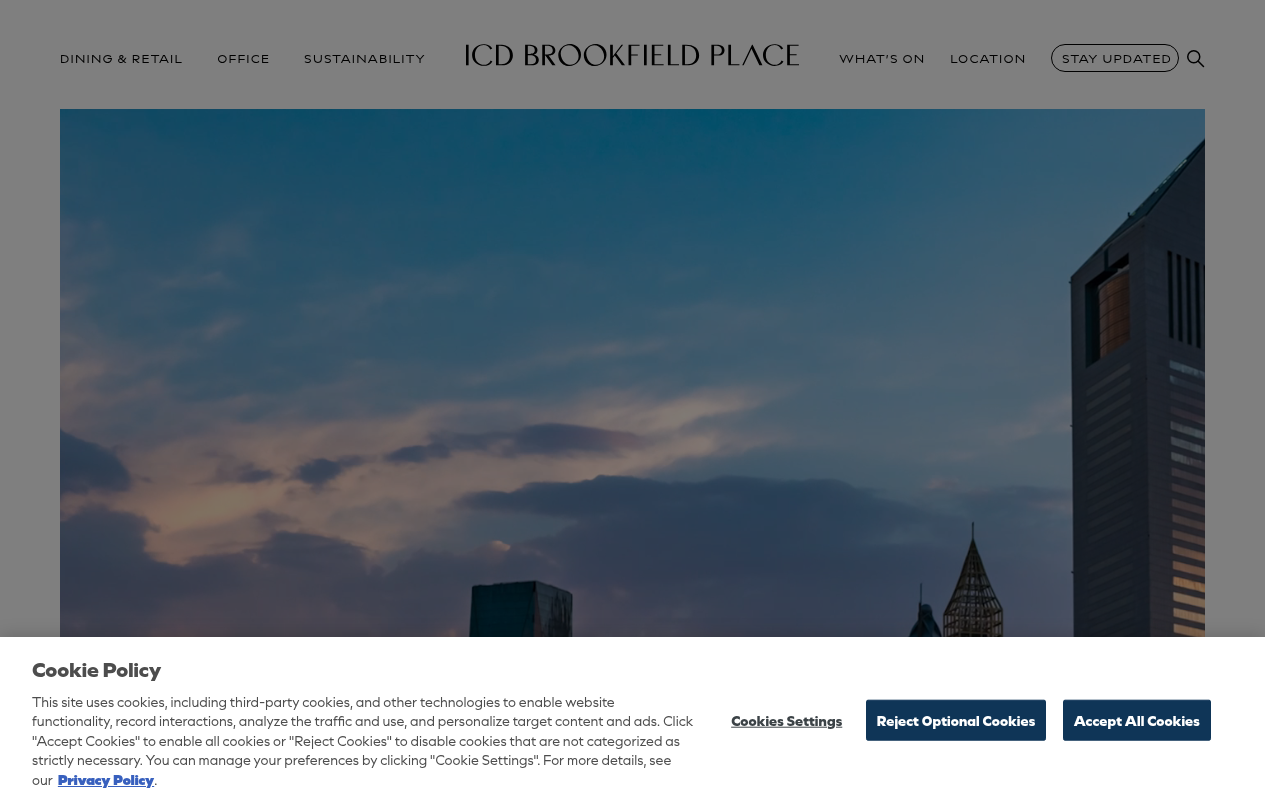 DINING & RETAIL OFFICE SUSTAINABILITY ICD BROOKFIELD PLACE WHAT'S ON LOCATION STAY UPDATED
Cookie Policy
This site uses cookies, including third-party cookies, and other technologies to enable website
functionality, record interactions, analyze the traffic and use, and personalize target content and ads. Click
"Accept Cookies" to enable all cookies or "Reject Cookies" to disable cookies that are not categorized as
strictly necessary. You can manage your preferences by clicking "Cookie Settings". For more details, see
our Privacy Policy.
Cookies Settings Reject Optional Cookies Accept All Cookies